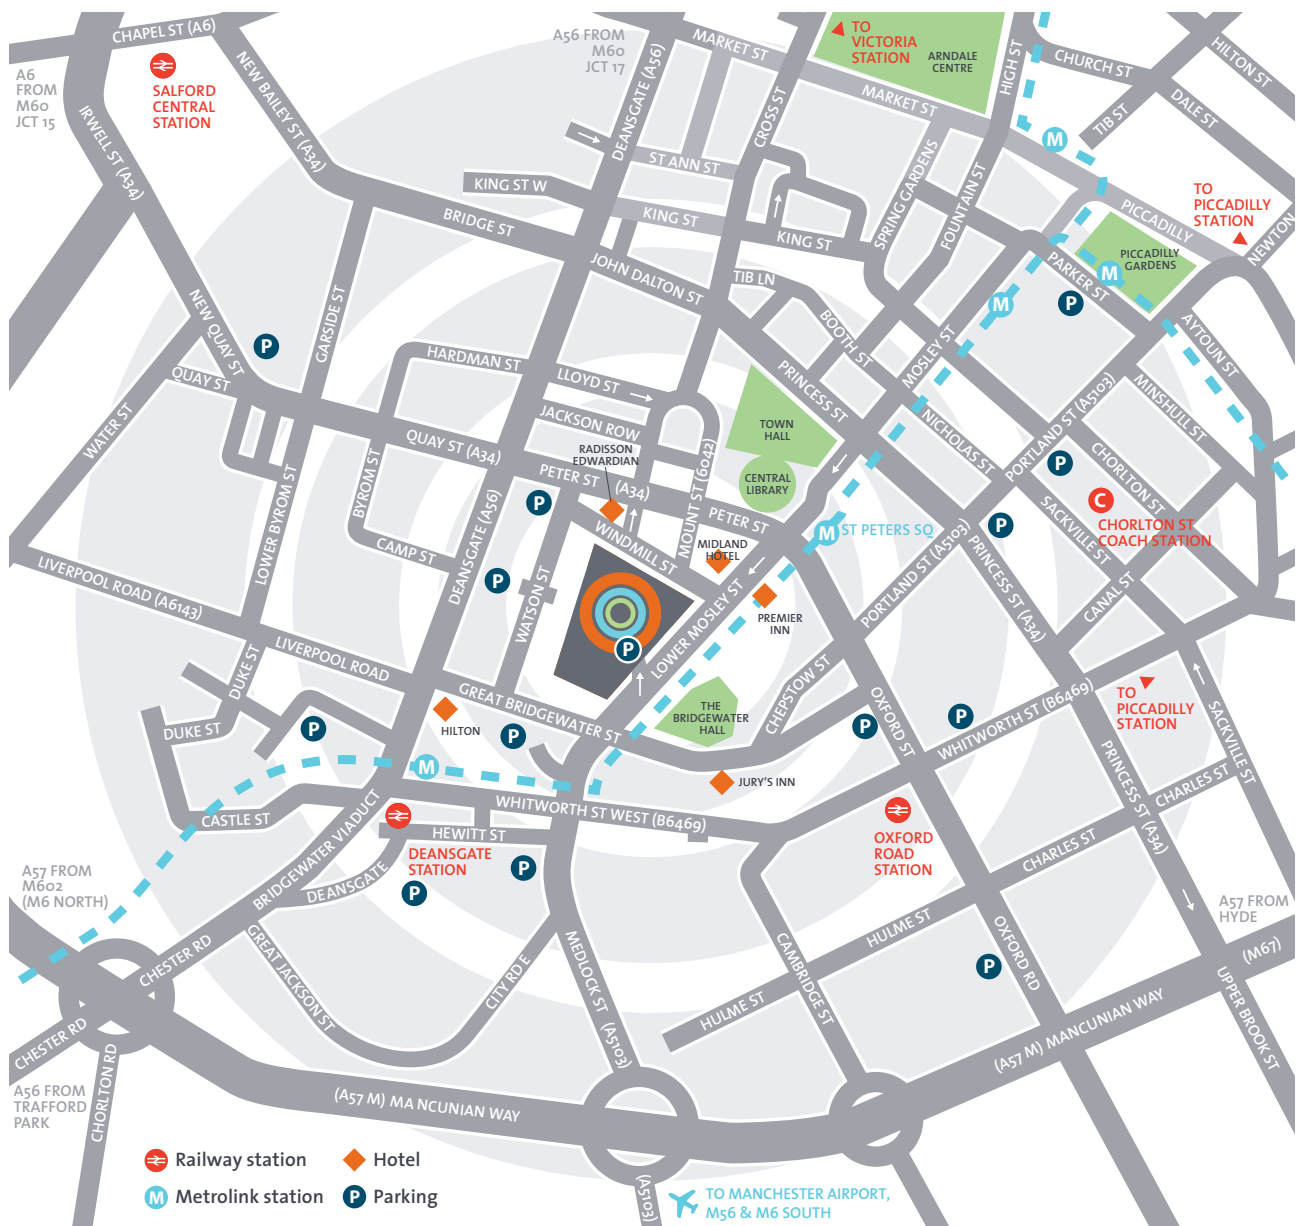 CHAPEL ST (A6)
A56 FROM
M60
JCT 17
MARKET ST
TO
VICTORIA
STATION
ARNDALE
CENTRE
HIGH ST
CHURCH ST
HILTON ST
A6
FROM
M60
JCT 15
SALFORD
CENTRAL
STATION
NEW BAILEY ST (A34)
DEANSGATE (A56)
CROSS ST
MARKET ST
DALE ST
TIB ST
M
IRWELL ST (A34)
ST ANN ST
KING ST W
KING ST
KING ST
SPRING GARDENS
FOUNTAIN ST
TO
PICCADILLY
STATION
PICCADILLY
NEWTON
BRIDGE ST
JOHN DALTON ST
TIB LN
PARKER ST
PICCADILLY
GARDENS
M
M
P
NEW QUAY ST
GARSIDE ST
P
BOOTH ST
MOSLEY ST
AYTOUN ST
HARDMAN ST
LLOYD ST
PRINCESS ST
QUAY ST
WATER ST
JACKSON ROW
TOWN
HALL
NICHOLAS ST
PORTLAND ST (A5103)
MINSHULL ST
QUAY ST (A34)
RADISSON
EDWARDIAN
PETER ST
(A34)
MOUNT ST (6042)
CENTRAL
LIBRARY
P
CHORLTON ST
C
CHORLTON ST
COACH STATION
BYROM ST
LOWER BYROM ST
DEANSGATE (A56)
P
PETER ST
M
ST PETERS SQ
P
SACKVILLE ST
WINDMILL ST
MIDLAND
HOTEL
CAMP ST
P
WATSON ST
PORTLAND ST (A5103)
PRINCESS ST (A34)
CANAL ST
LIVERPOOL ROAD (A6143)
PREMIER
INN
P
LOWER MOSLEY ST
LIVERPOOL ROAD
DUKE ST
GREAT BRIDGEWATER ST
CHEPSTOW ST
OXFORD ST
WHITWORTH ST (B6469)
TO
PICCADILLY
STATION
SACKVILLE ST
DUKE ST
P
HILTON
P
THE
BRIDGEWATER
HALL
P
P
M
JURY'S INN
PRINCESS ST (A34)
CHARLES ST
CASTLE ST
BRIDGEWATER VIADUCT
WHITWORTH ST WEST (B6469)
HEWITT ST
DEANSGATE
STATION
P
P
OXFORD
ROAD
STATION
CHARLES ST
A57 FROM
M602
(M6 NORTH)
DEANSGATE
A57 FROM
HYDE
HULME ST
CHESTER RD
GREAT JACKSON ST
CITY RD E
MEDLOCK ST
(A5103)
CAMBRIDGE ST
OXFORD RD
P
(M67)
HULME ST
UPPER BROOK ST
CHESTER RD
CHORLTON RD
(A57 M) MANCUNIAN WAY
A56 FROM
TRAFFORD
PARK
(A57 M) MA NCUNIAN WAY
Railway station
Hotel
M Metrolink station
P Parking
(A5103)
TO MANCHESTER AIRPORT,
M56 & M6 SOUTH